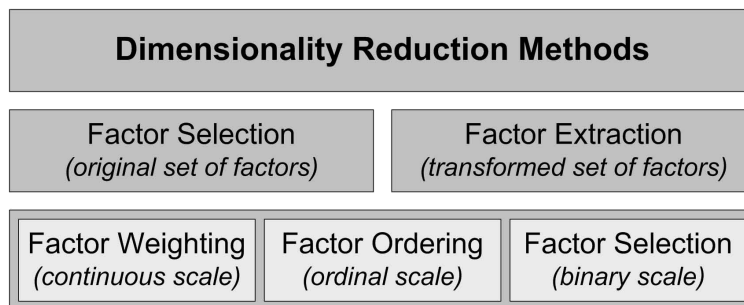 Dimensionality Reduction Methods
Factor Selection
(original set of factors)
Factor Extraction
(transformed set of factors)
Factor Weighting
(continuous scale)
Factor Ordering
(ordinal scale)
Factor Selection
(binary scale)